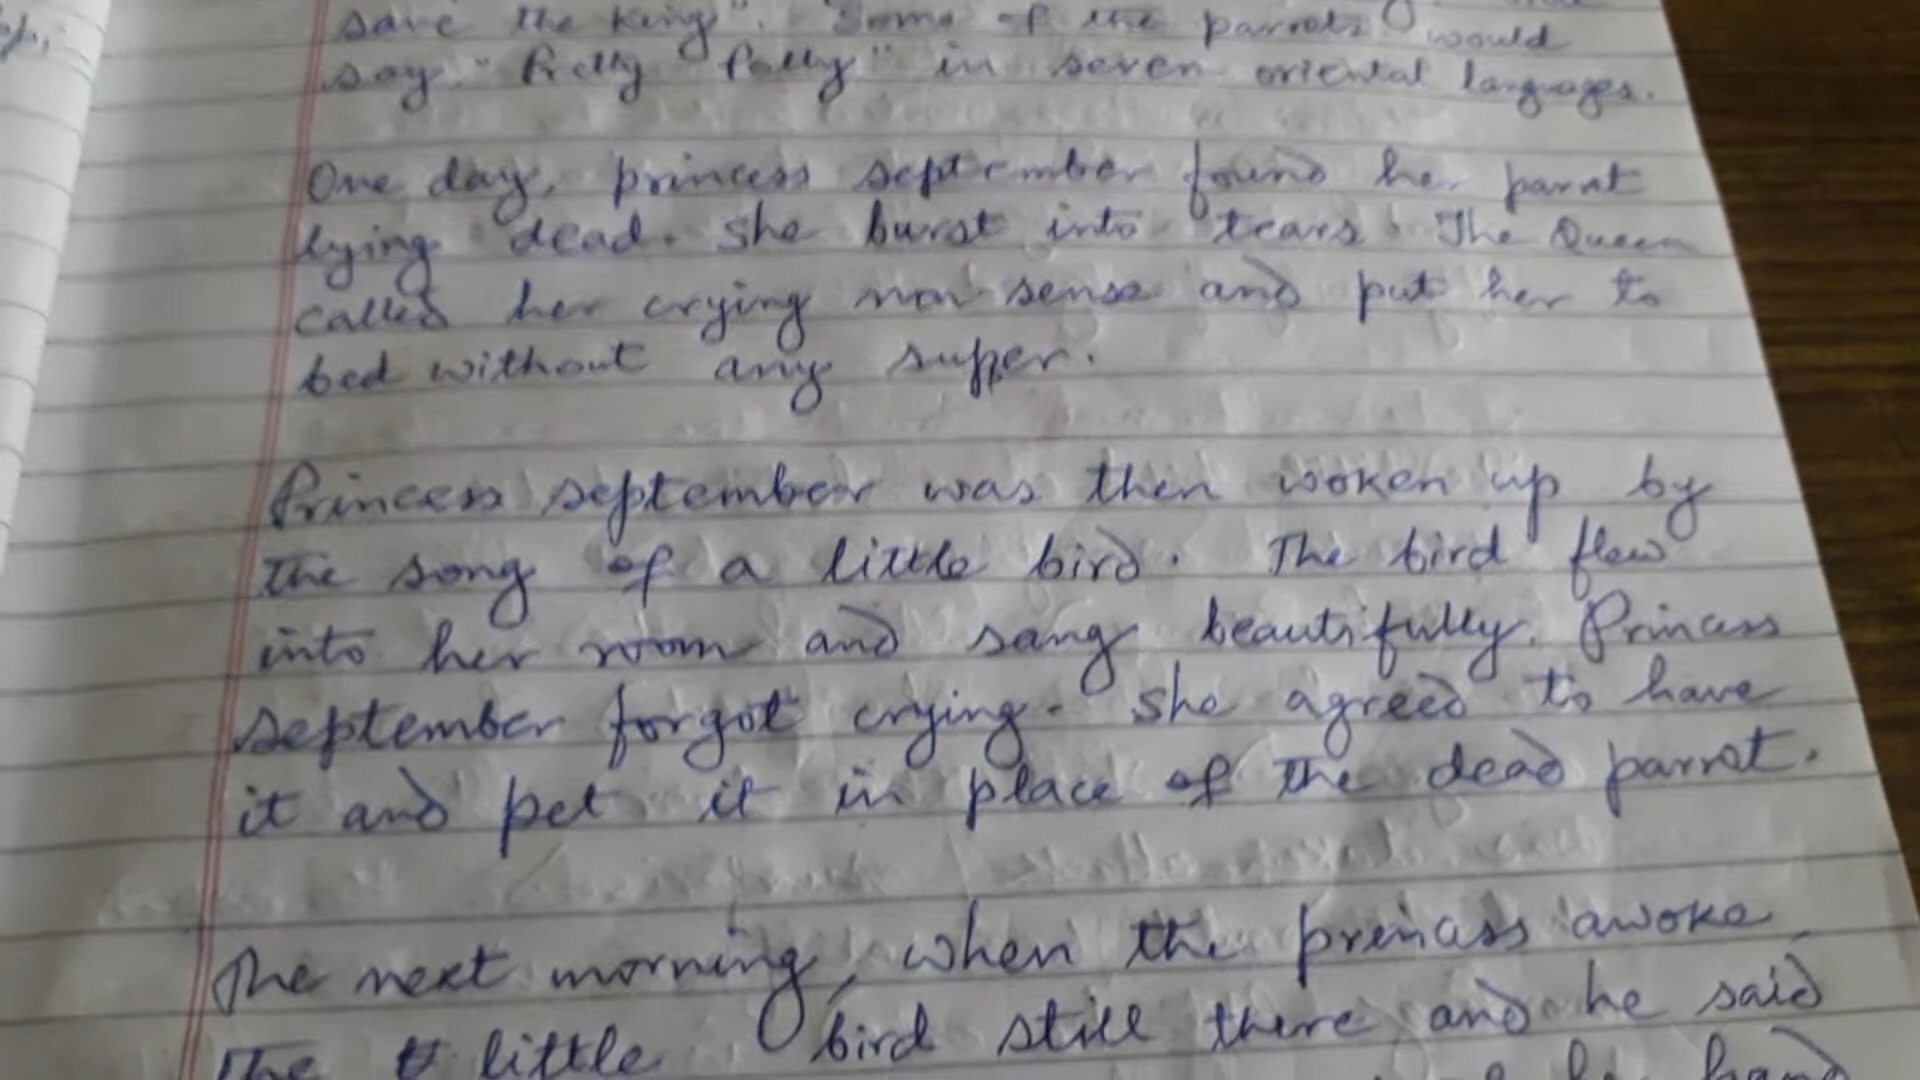 save the king". Some of the parrots would
say "Pretty Polly" in seven oriental languages.
One day, princess september found her parrot
lying dead. She burst into tears. The Queen
called her crying non sense and put her to
bed without any supper.
Princess september was then woken up by
the song of a little bird. The bird flew
into her room and sang beautifully. Princess
september forgot crying. She agreed to have
it and pet it in place of the dead parrot.
The next morning, when the princess awoke,
the little bird still there and he said
hand